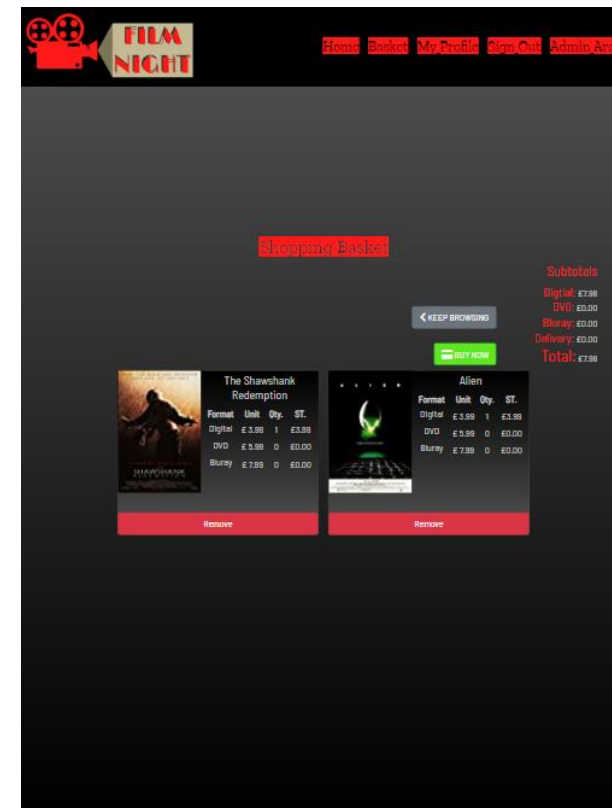 FILM
NIGHT
Home Basket My Profile Sign Out Admin Are
Shopping Basket
Subtotals
Digtial: £7.98
DVD: £0.00
Bluray: £0.00
Delivery: £0.00
Total: £7.98
KEEP BROWSING
BUY NOW
The Shawshank
Redemption
Format Unit Qty. ST.
Digital £3.99 1 £3.99
DVD £5.99 0 £0.00
Bluray £7.99 0 £0.00
SHAWSHANK
REDEMPTION
Remove
ALIEN
Alien
Format Unit Qty. ST.
Digital £3.99 1 £3.99
DVD £5.99 0 £0.00
Bluray £7.99 0 £0.00
Remove